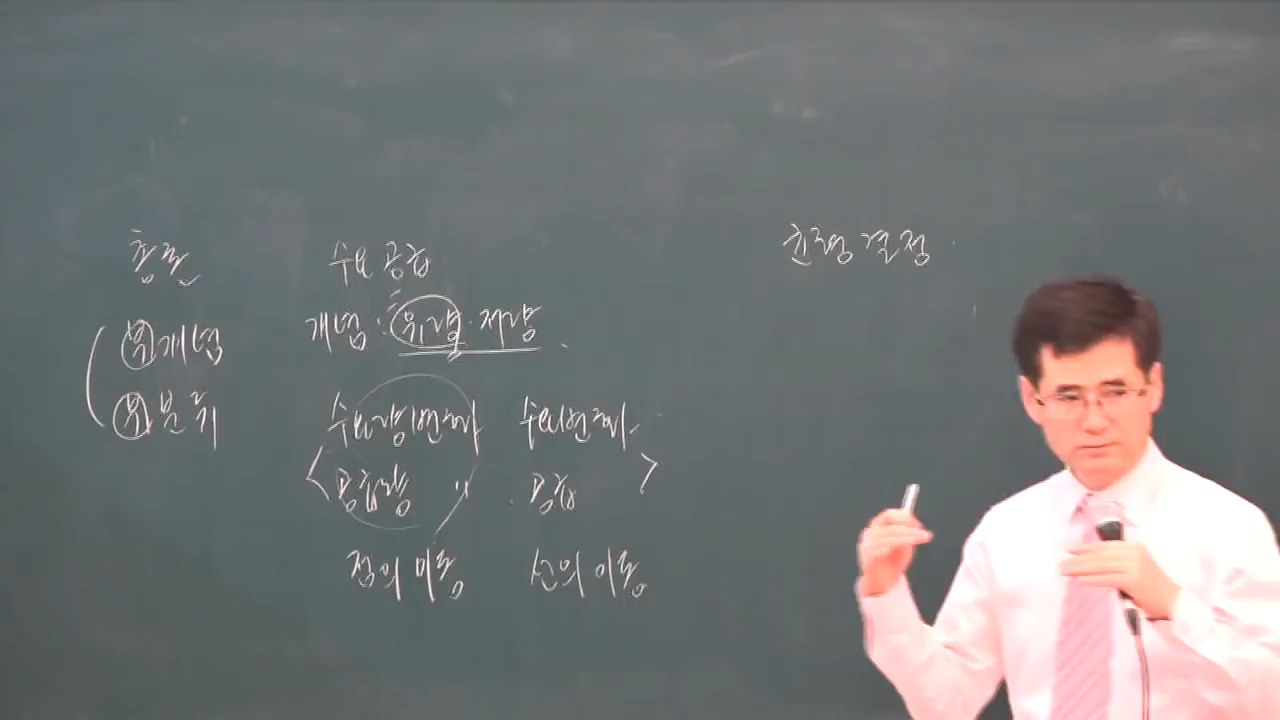 총론
개념
분류
수요 공급
개념: 유량·저량
수요량의변화 수요의변화
공급량 〃 공급
점의 이동 선의 이동
균형 결정